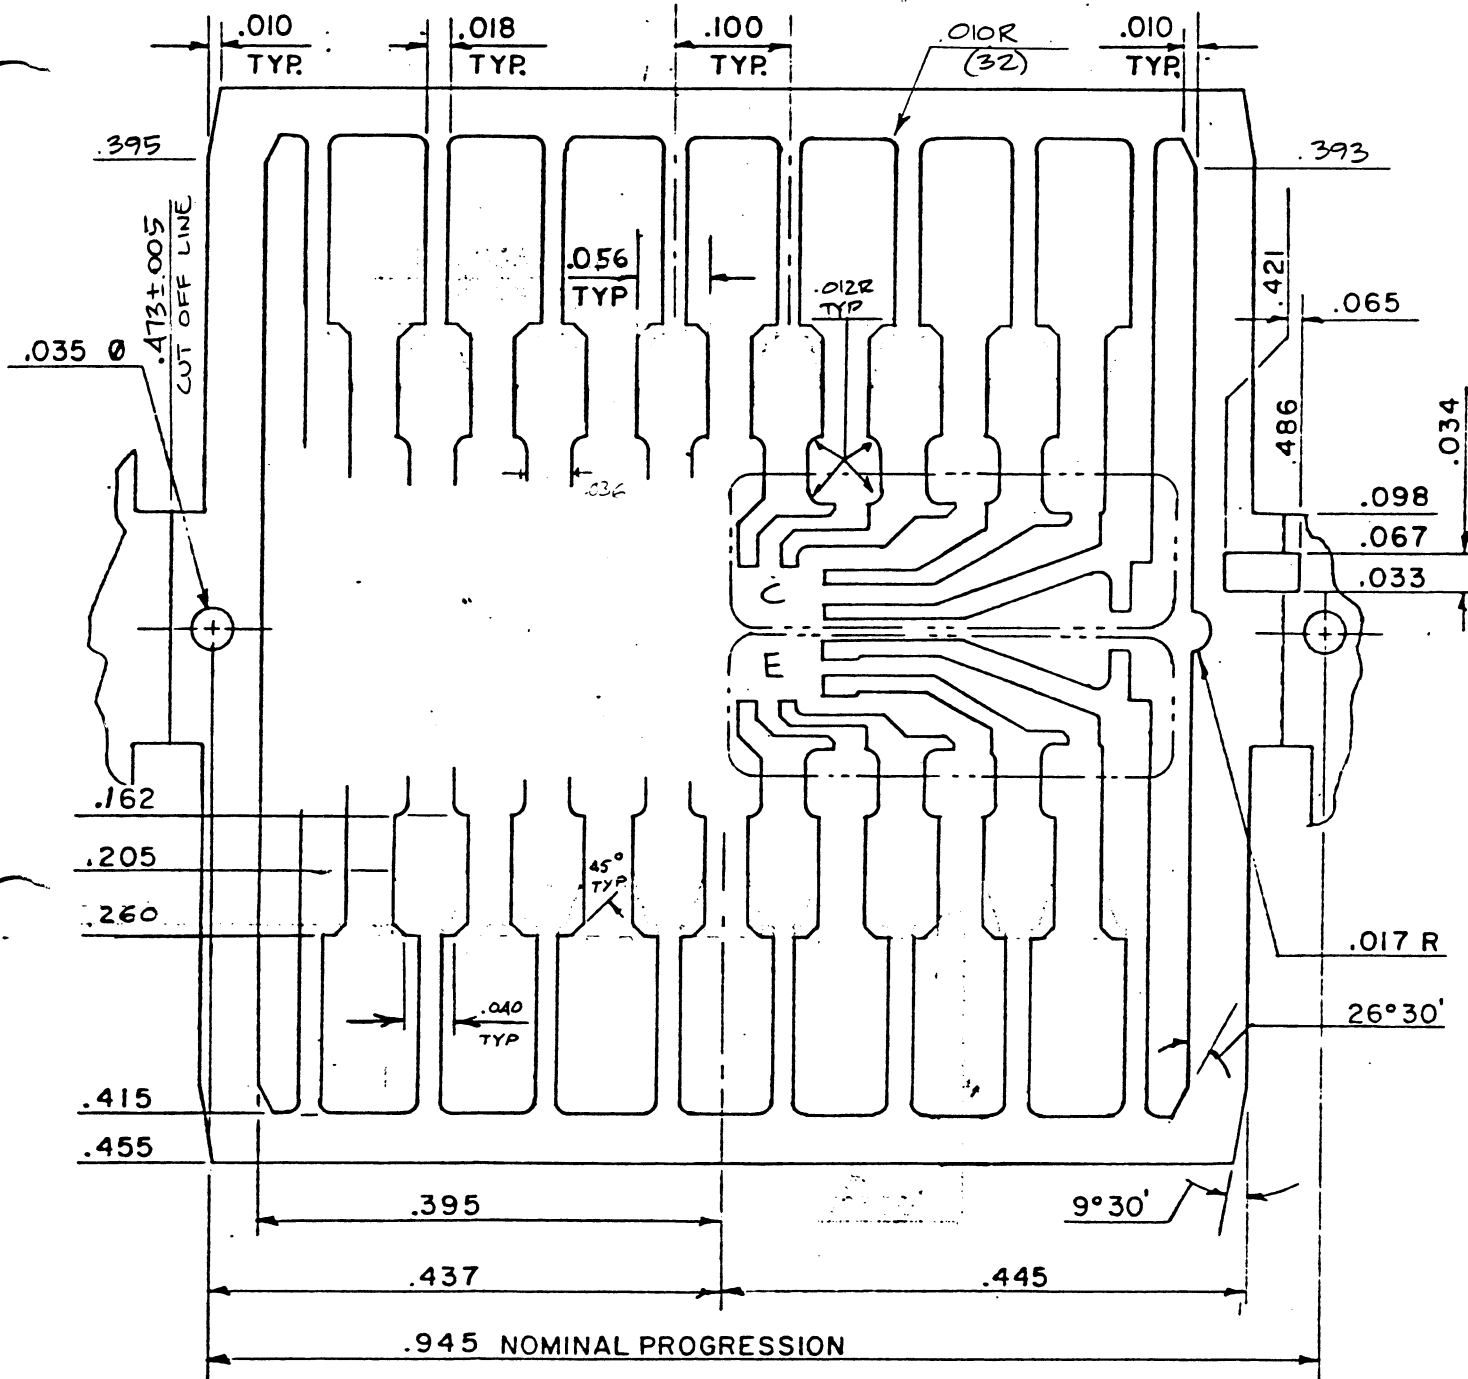 .010
TYP.
.018
TYP.
.100
TYP.
.010R
(32)
.010
TYP.
.395
.393
.473±.005
CUT OFF LINE
.056
TYP
.012R
TYP
.421
.065
.035 Ø
.486
.034
.036
.098
.067
.033
C
E
.162
.205
45°
TYP
.260
.017 R
.040
TYP
26°30'
.415
.455
.395
9°30'
.437
.445
.945 NOMINAL PROGRESSION